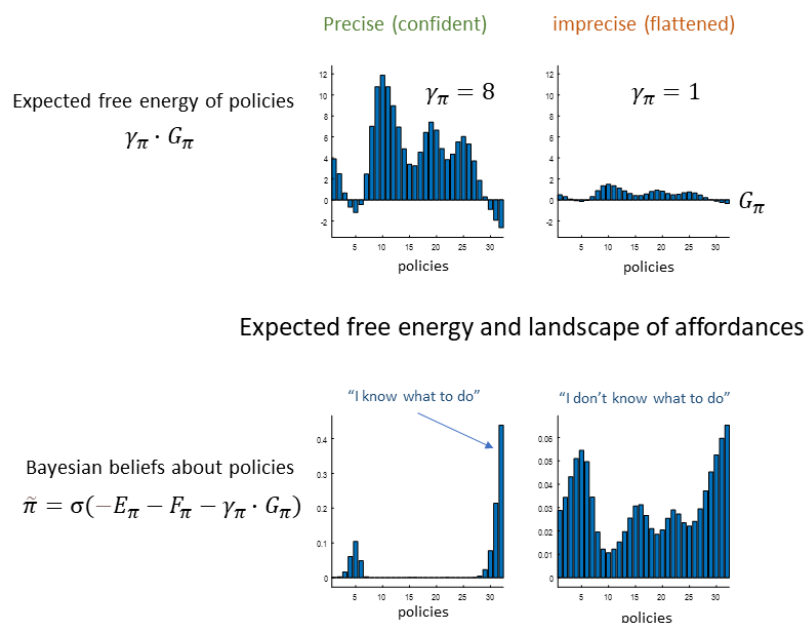 Precise (confident) imprecise (flattened)
Expected free energy of policies
γπ · Gπ
12
10
8
6
4
2
0
-2
γπ = 8
5 10 15 20 25 30
policies
12
10
8
6
4
2
0
-2
γπ = 1
Gπ
5 10 15 20 25 30
policies
Expected free energy and landscape of affordances
“I know what to do” “I don’t know what to do”
Bayesian beliefs about policies
π̃ = σ(−Eπ − Fπ − γπ · Gπ)
0.4
0.3
0.2
0.1
0
5 10 15 20 25 30
policies
0.06
0.05
0.04
0.03
0.02
0.01
0
5 10 15 20 25 30
policies